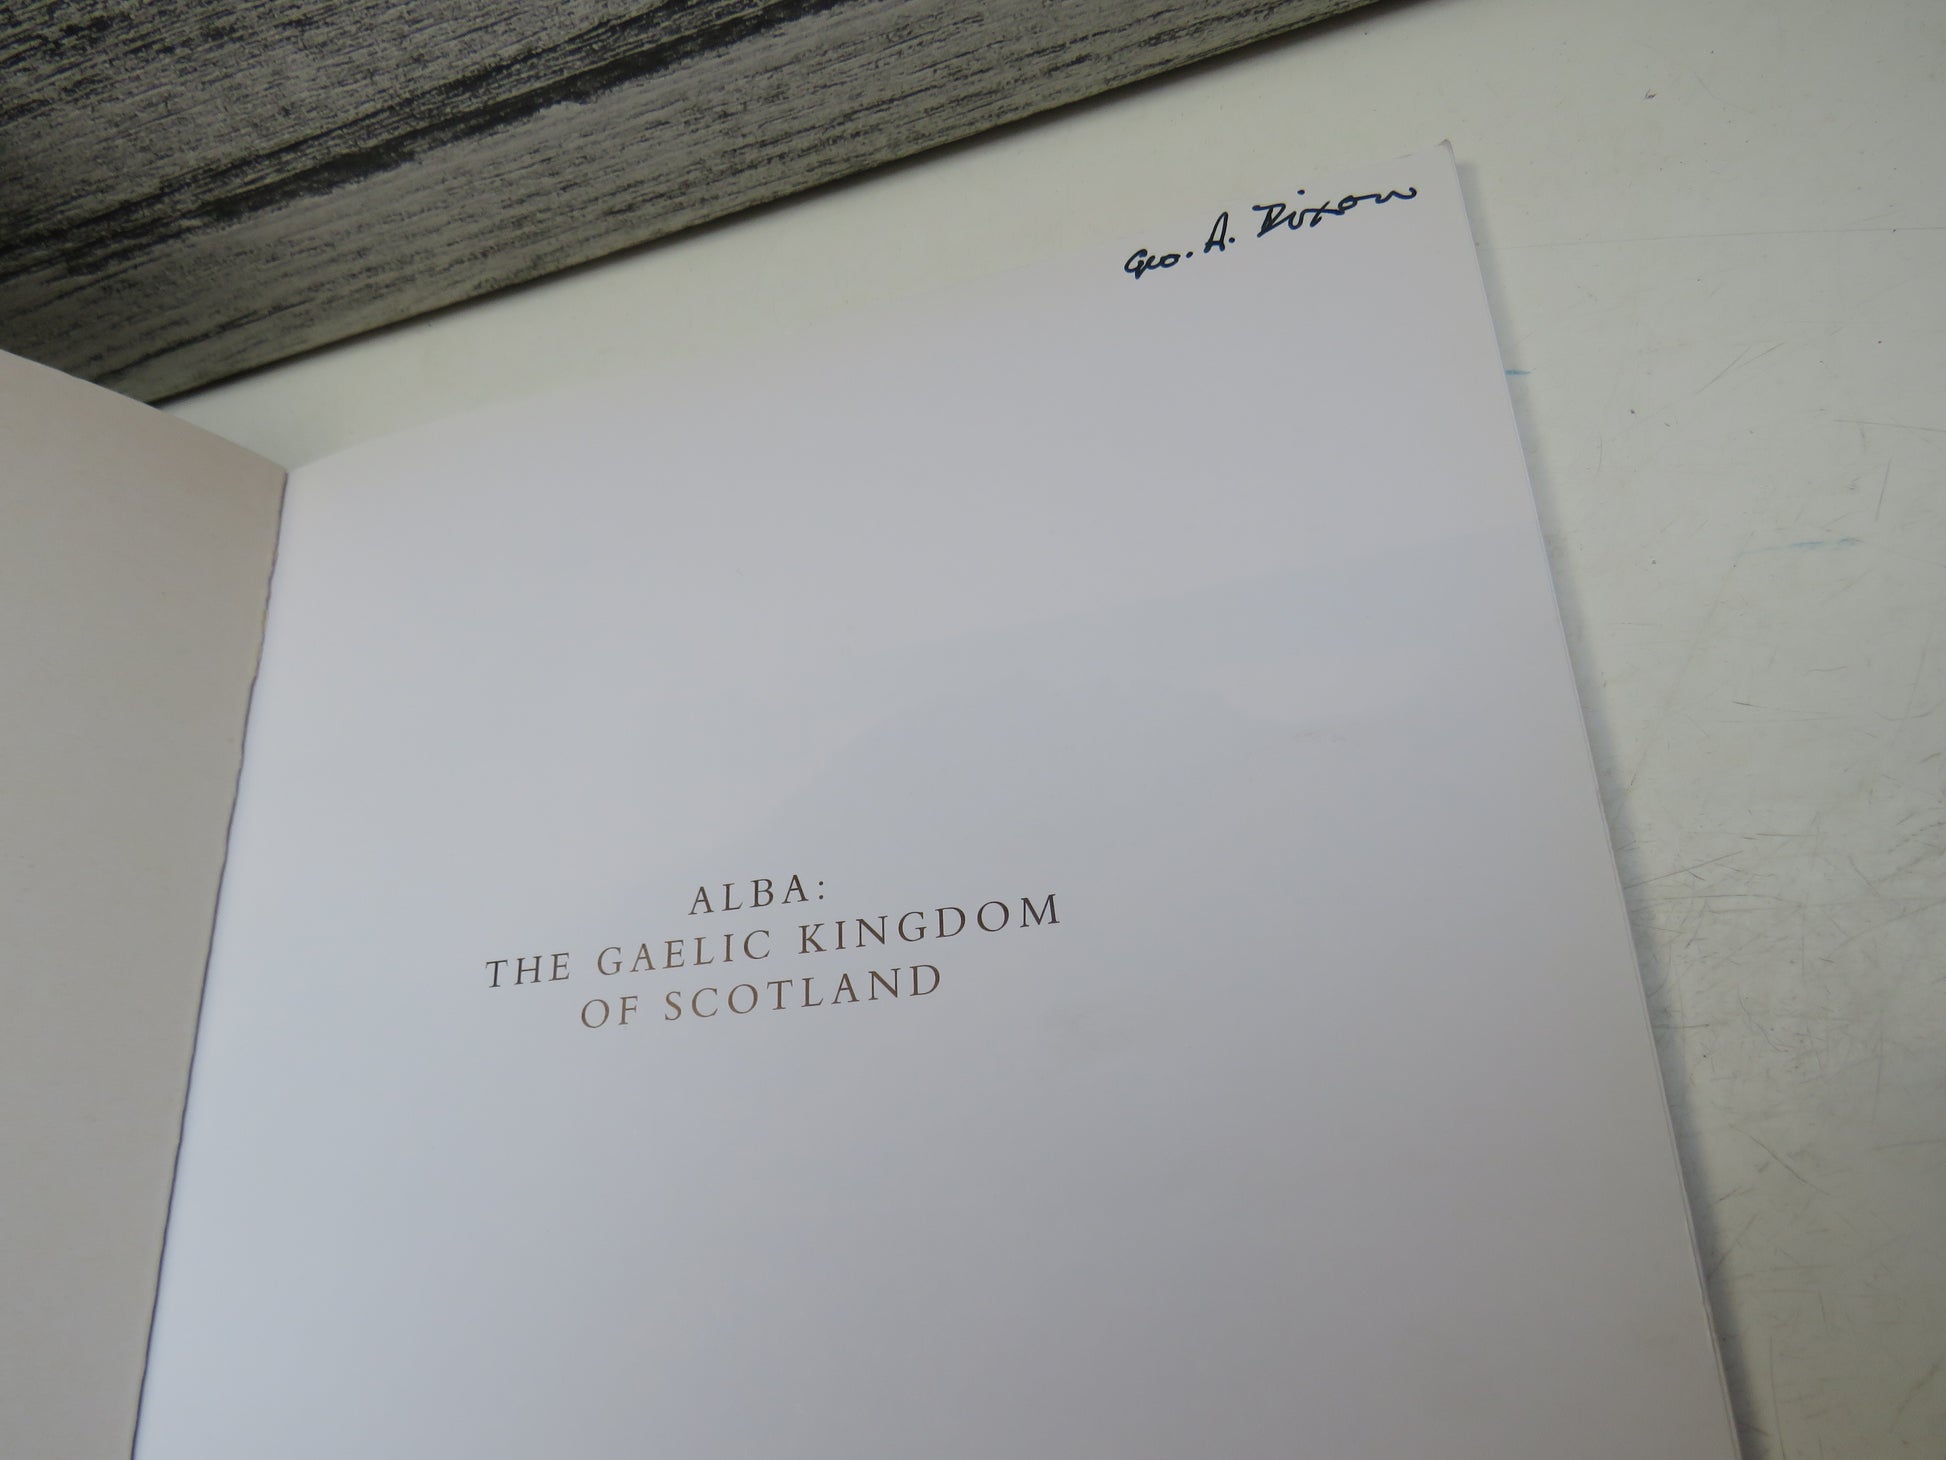 Geo. A. Dixon
ALBA:
THE GAELIC KINGDOM
OF SCOTLAND